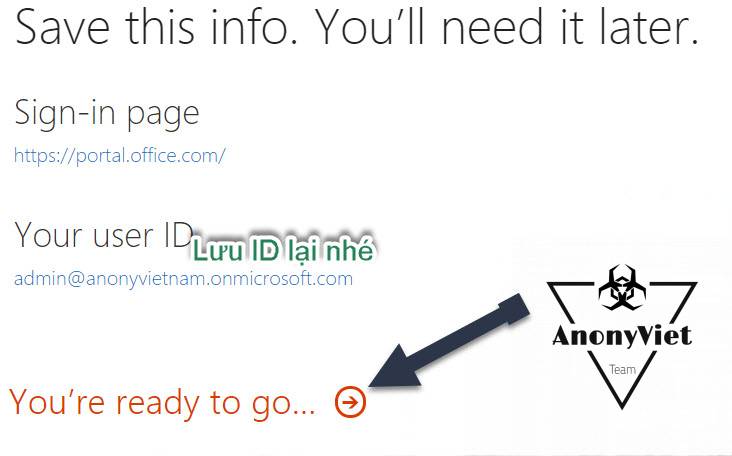 Save this info. You’ll need it later.
Sign-in page
https://portal.office.com/
Your user ID
Lưu ID lại nhé
admin@anonyvietnam.onmicrosoft.com
AnonyViet
Team
You’re ready to go...